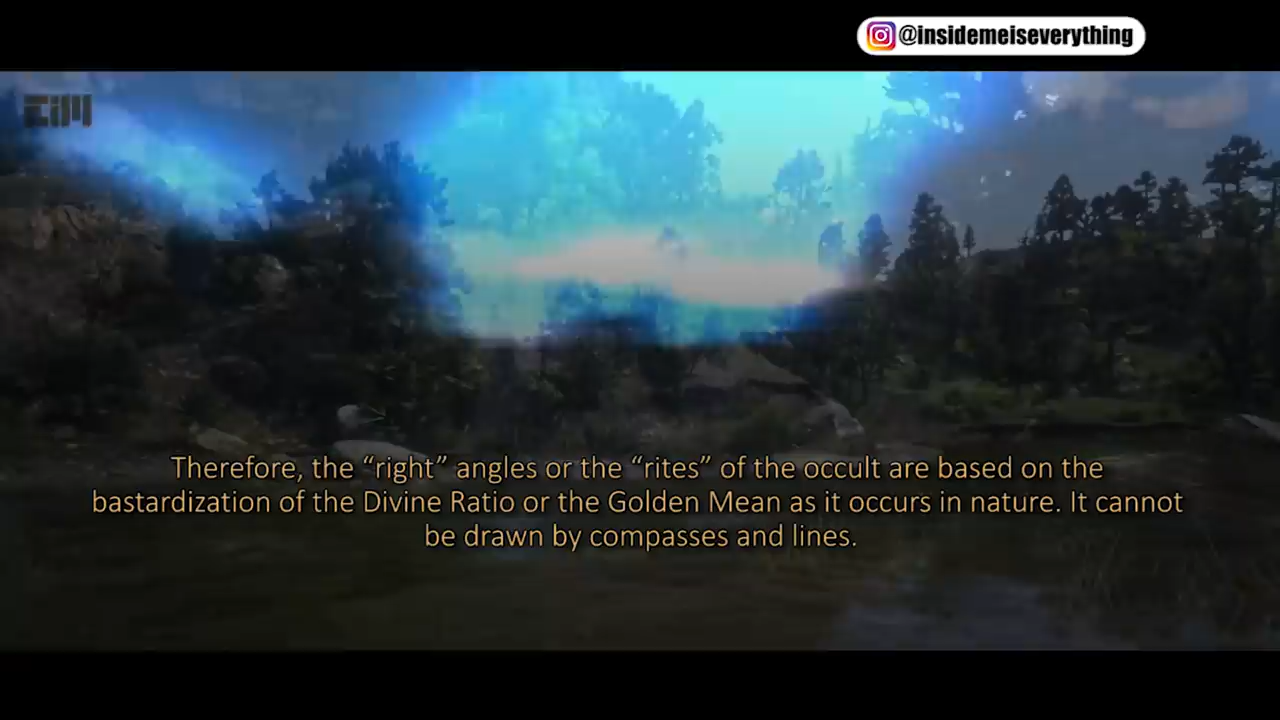 @insidemeiseverything
Therefore, the “right” angles or the “rites” of the occult are based on the
bastardization of the Divine Ratio or the Golden Mean as it occurs in nature. It cannot
be drawn by compasses and lines.